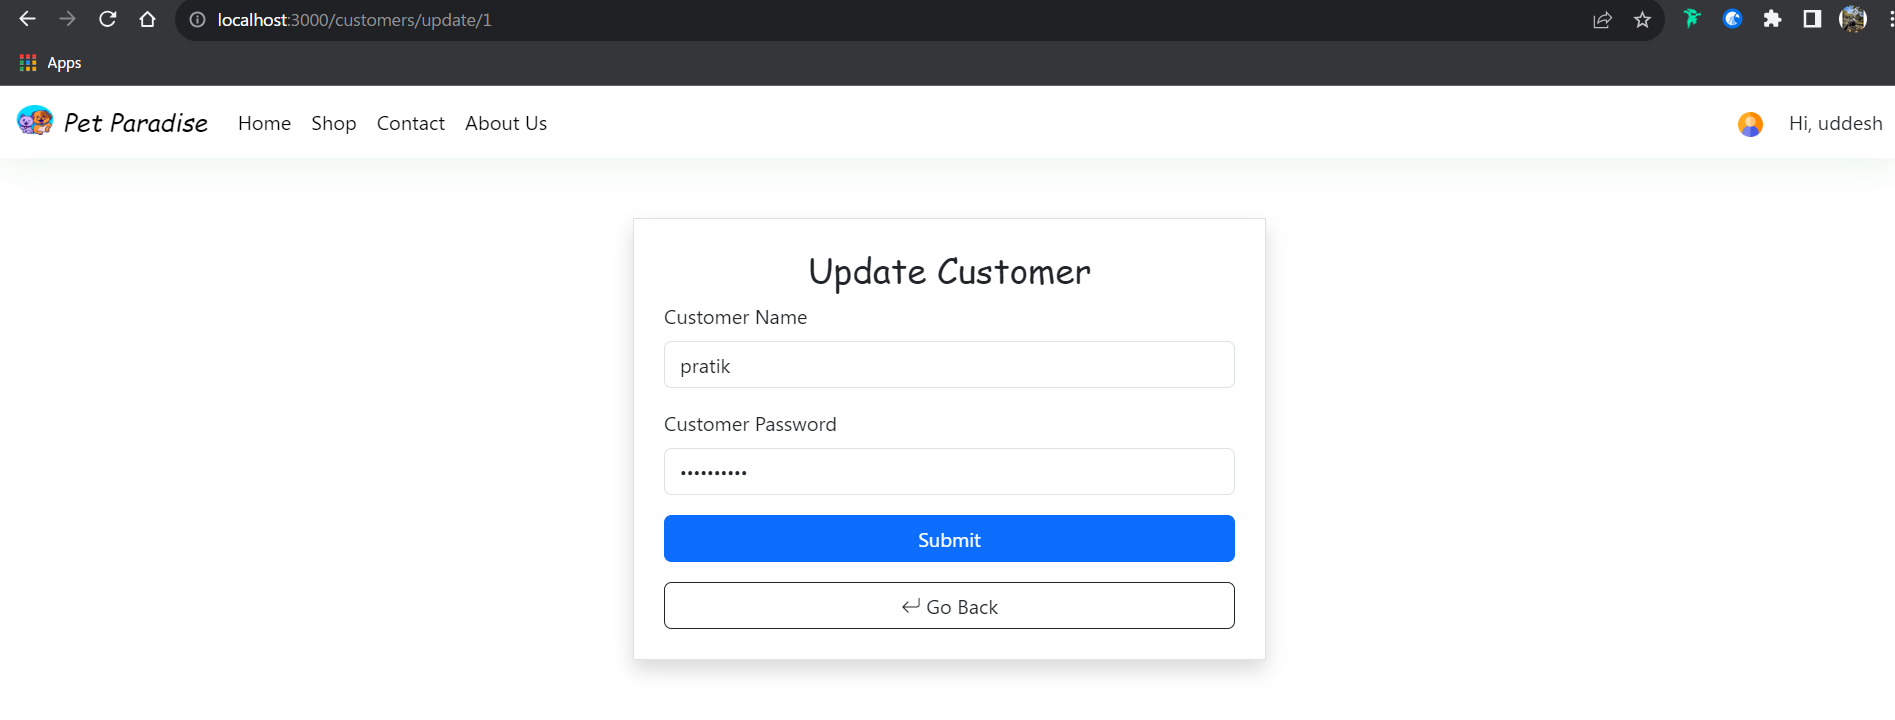 localhost:3000/customers/update/1
Apps
Pet Paradise Home Shop Contact About Us Hi, uddesh
Update Customer
Customer Name
pratik
Customer Password
••••••••••
Submit
Go Back